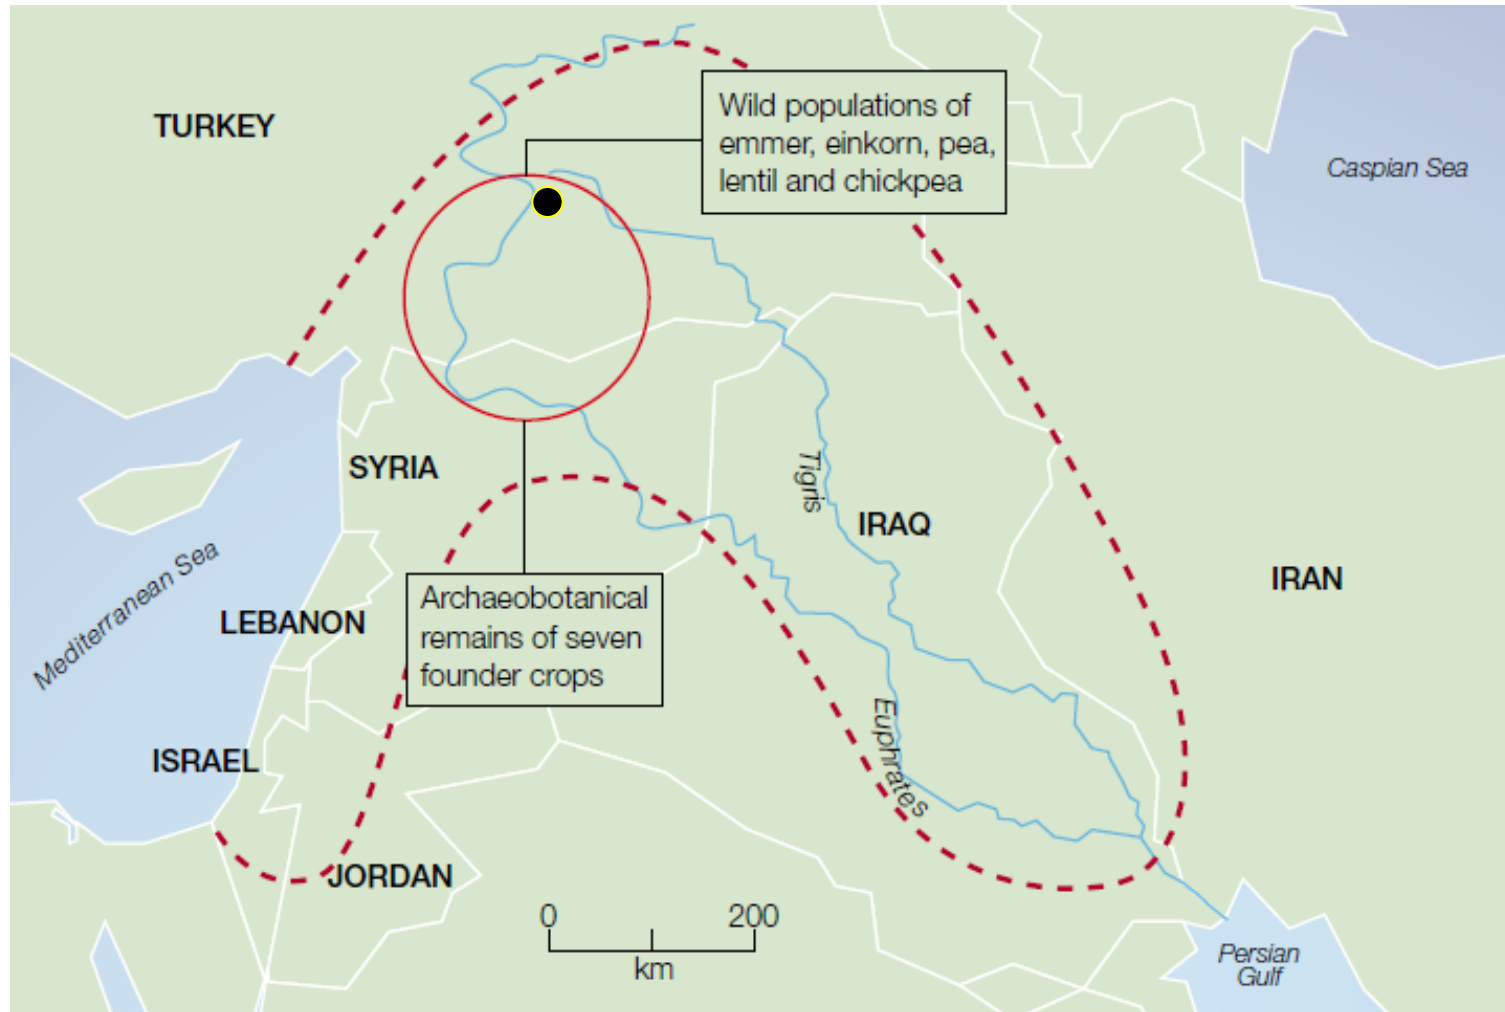 TURKEY
Wild populations of
emmer, einkorn, pea,
lentil and chickpea
Caspian Sea
SYRIA
Tigris
IRAQ
Mediterranean Sea
IRAN
Archaeobotanical
remains of seven
founder crops
LEBANON
Euphrates
ISRAEL
JORDAN
0 200
km
Persian
Gulf